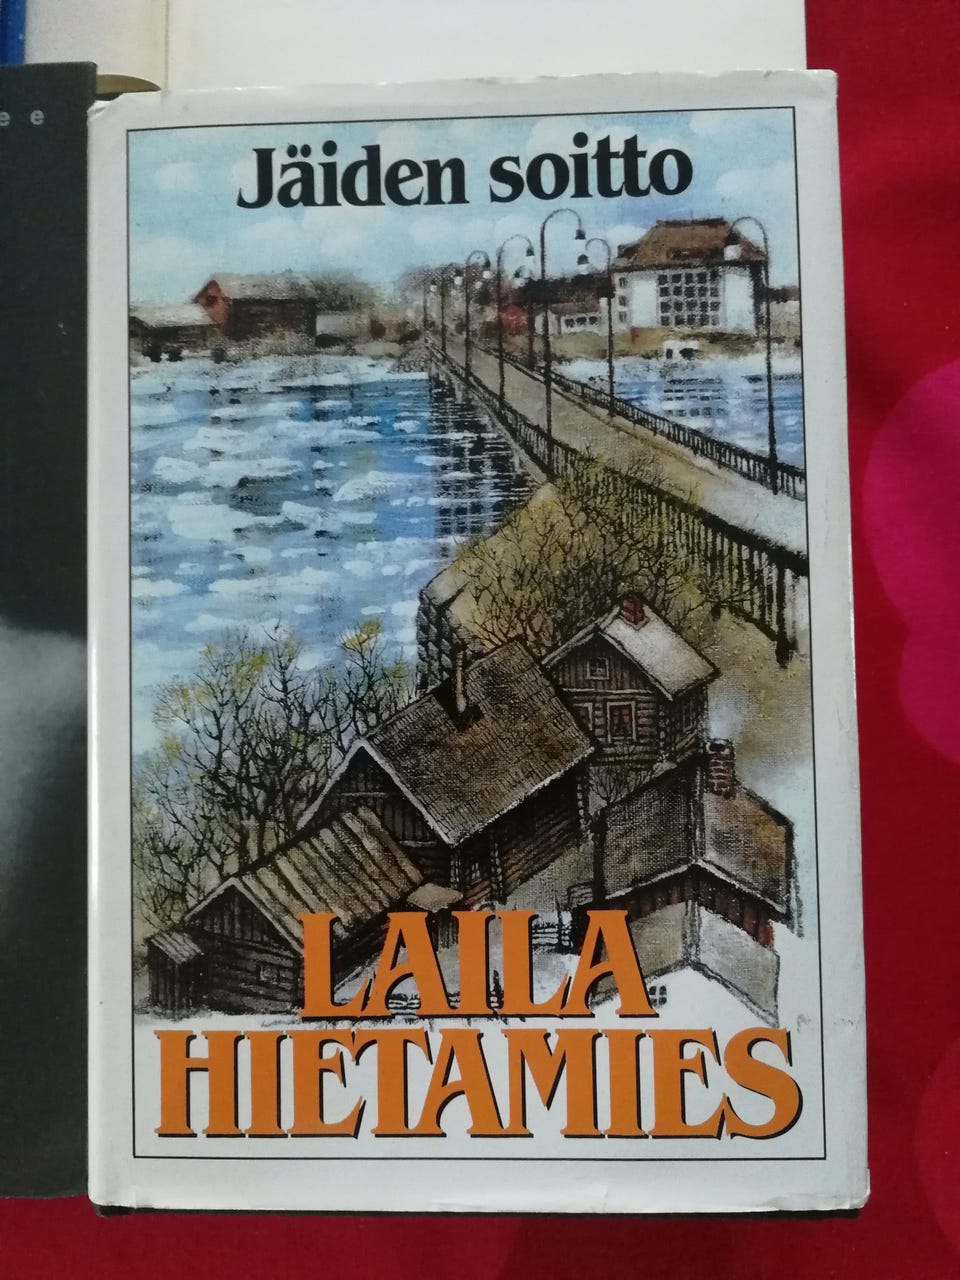 Jäiden soitto
LAILA
HIETAMIES